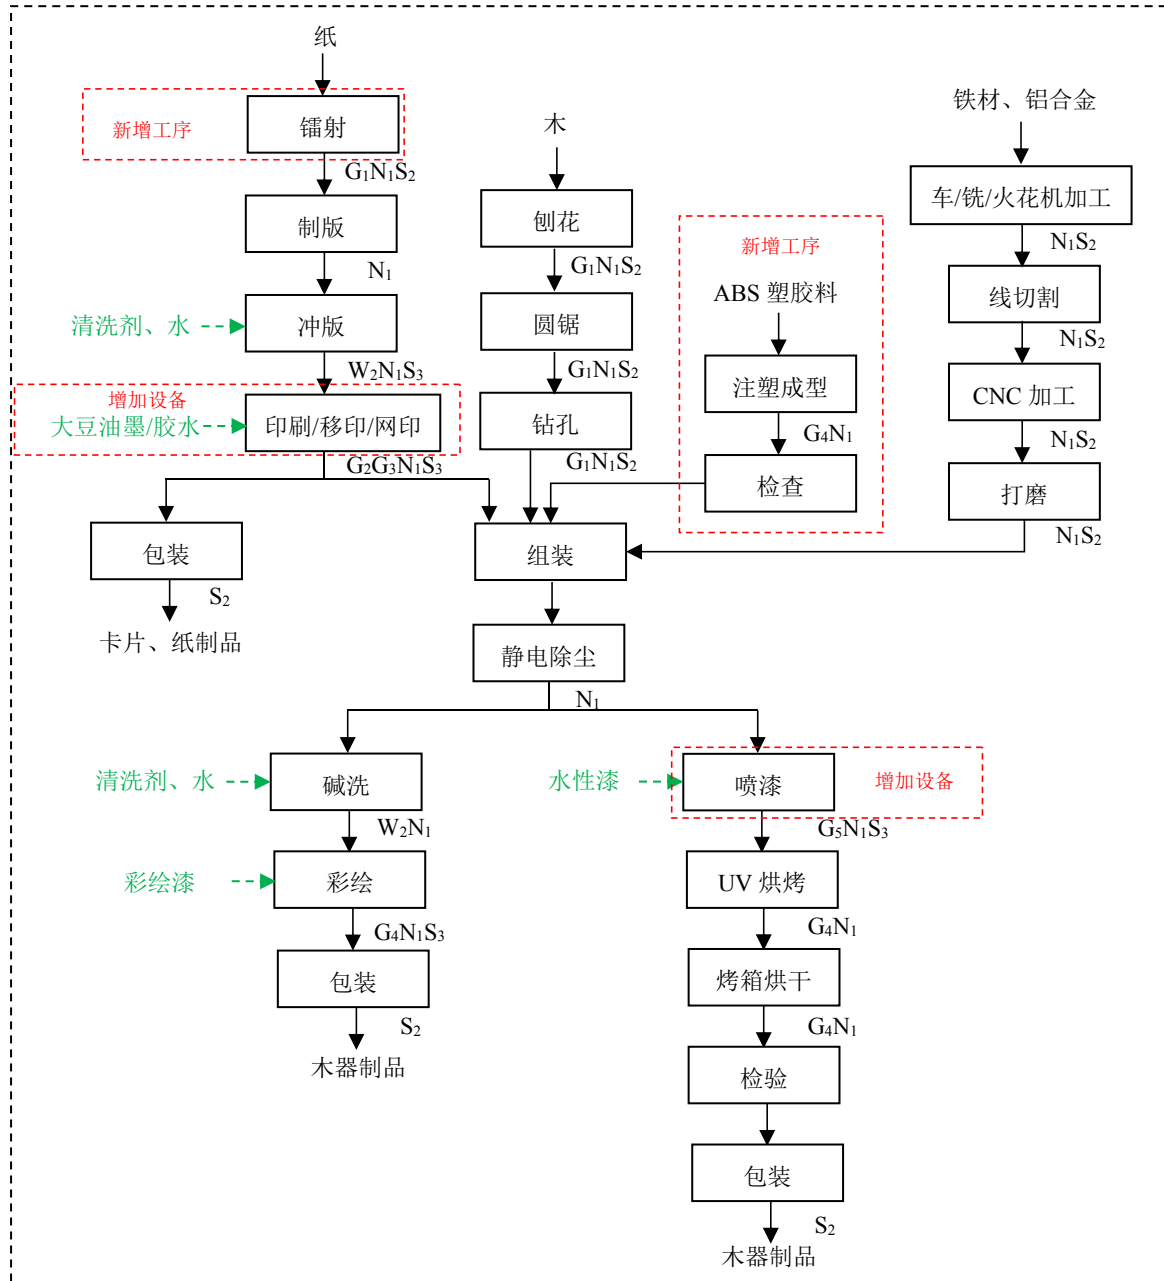 纸
新增工序
镭射
G₁N₁S₂
制版
N₁
清洗剂、水
冲版
W₂N₁S₃
增加设备
大豆油墨/胶水
印刷/移印/网印
G₂G₃N₁S₃
包装
S₂
卡片、纸制品
木
刨花
G₁N₁S₂
圆锯
G₁N₁S₂
钻孔
G₁N₁S₂
新增工序
ABS 塑胶料
注塑成型
G₄N₁
检查
铁材、铝合金
车/铣/火花机加工
N₁S₂
线切割
N₁S₂
CNC 加工
N₁S₂
打磨
N₁S₂
组装
静电除尘
N₁
清洗剂、水
碱洗
W₂N₁
彩绘漆
彩绘
G₄N₁S₃
包装
S₂
木器制品
水性漆
喷漆
增加设备
G₅N₁S₃
UV 烘烤
G₄N₁
烤箱烘干
G₄N₁
检验
包装
S₂
木器制品